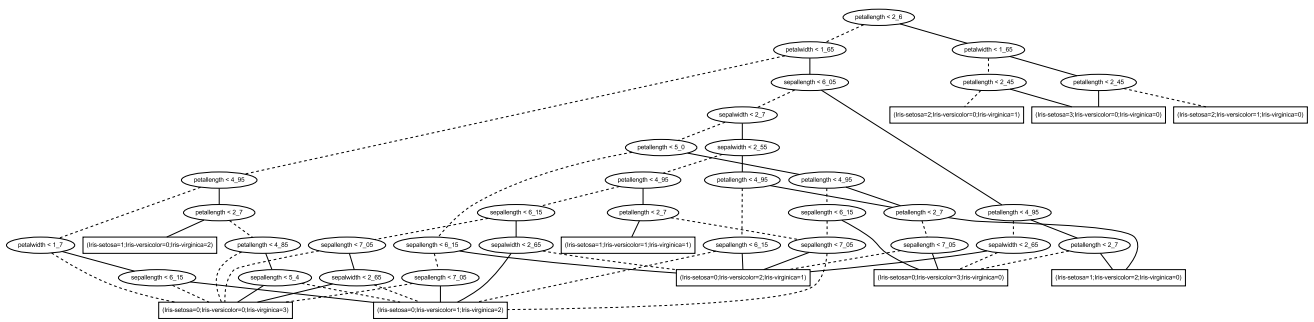 petallength < 2_6
petalwidth < 1_65
petalwidth < 1_65
sepallength < 6_05
petallength < 2_45
petallength < 2_45
sepalwidth < 2_7
(Iris-setosa=2;Iris-versicolor=0;Iris-virginica=1)
(Iris-setosa=3;Iris-versicolor=0;Iris-virginica=0)
(Iris-setosa=2;Iris-versicolor=1;Iris-virginica=0)
petallength < 5_0
sepalwidth < 2_55
petallength < 4_95
petallength < 4_95
petallength < 4_95
petallength < 4_95
petallength < 2_7
sepallength < 6_15
petallength < 2_7
sepallength < 6_15
petallength < 2_7
petallength < 4_95
petalwidth < 1_7
(Iris-setosa=1;Iris-versicolor=0;Iris-virginica=2)
petallength < 4_85
sepallength < 7_05
sepallength < 6_15
sepalwidth < 2_65
(Iris-setosa=1;Iris-versicolor=1;Iris-virginica=1)
sepallength < 6_15
sepallength < 7_05
sepallength < 7_05
sepalwidth < 2_65
petallength < 2_7
sepallength < 6_15
sepallength < 5_4
sepalwidth < 2_65
sepallength < 7_05
(Iris-setosa=0;Iris-versicolor=2;Iris-virginica=1)
(Iris-setosa=0;Iris-versicolor=3;Iris-virginica=0)
(Iris-setosa=1;Iris-versicolor=2;Iris-virginica=0)
(Iris-setosa=0;Iris-versicolor=0;Iris-virginica=3)
(Iris-setosa=0;Iris-versicolor=1;Iris-virginica=2)